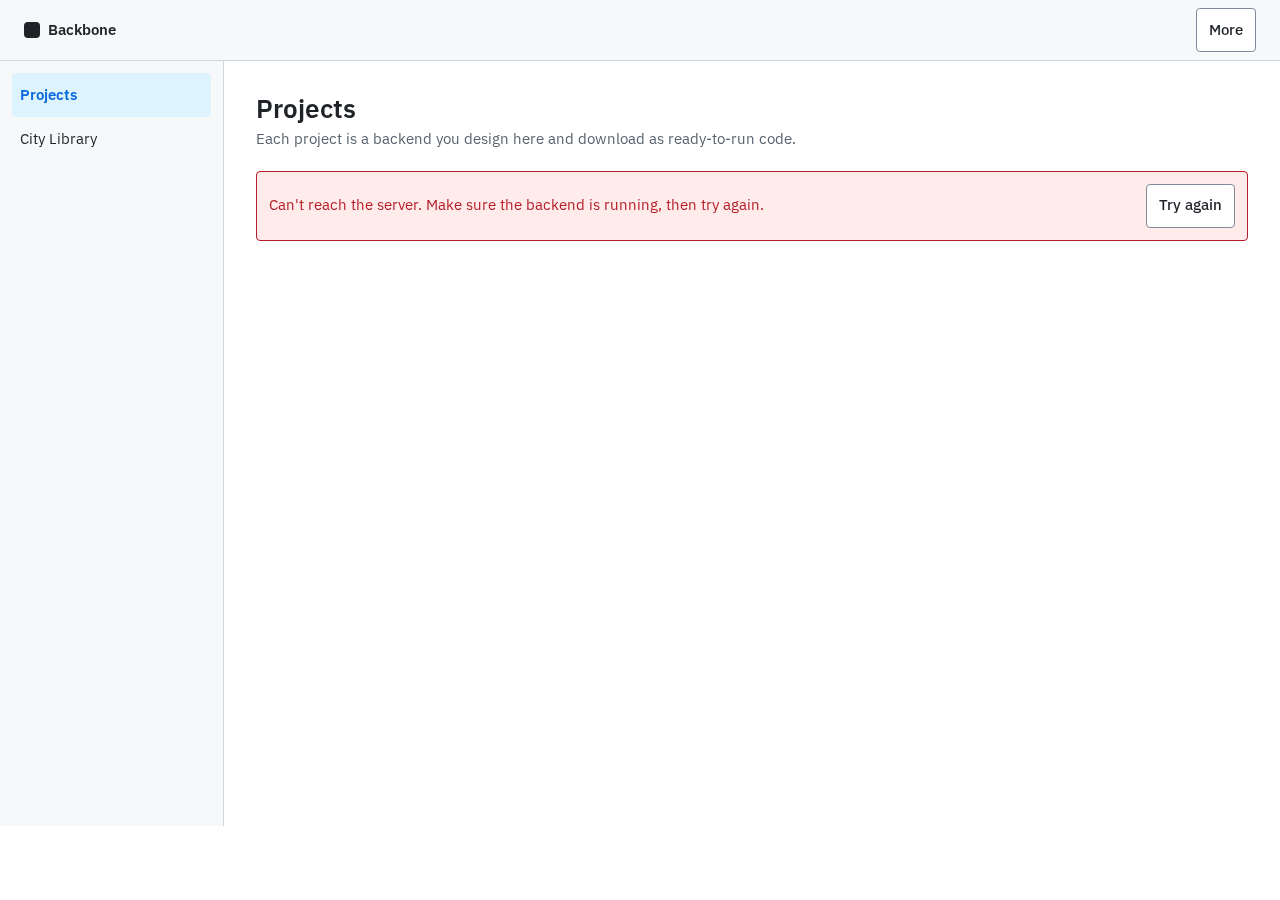 Backbone
More
Projects
City Library
Projects
Each project is a backend you design here and download as ready-to-run code.
Can't reach the server. Make sure the backend is running, then try again.
Try again